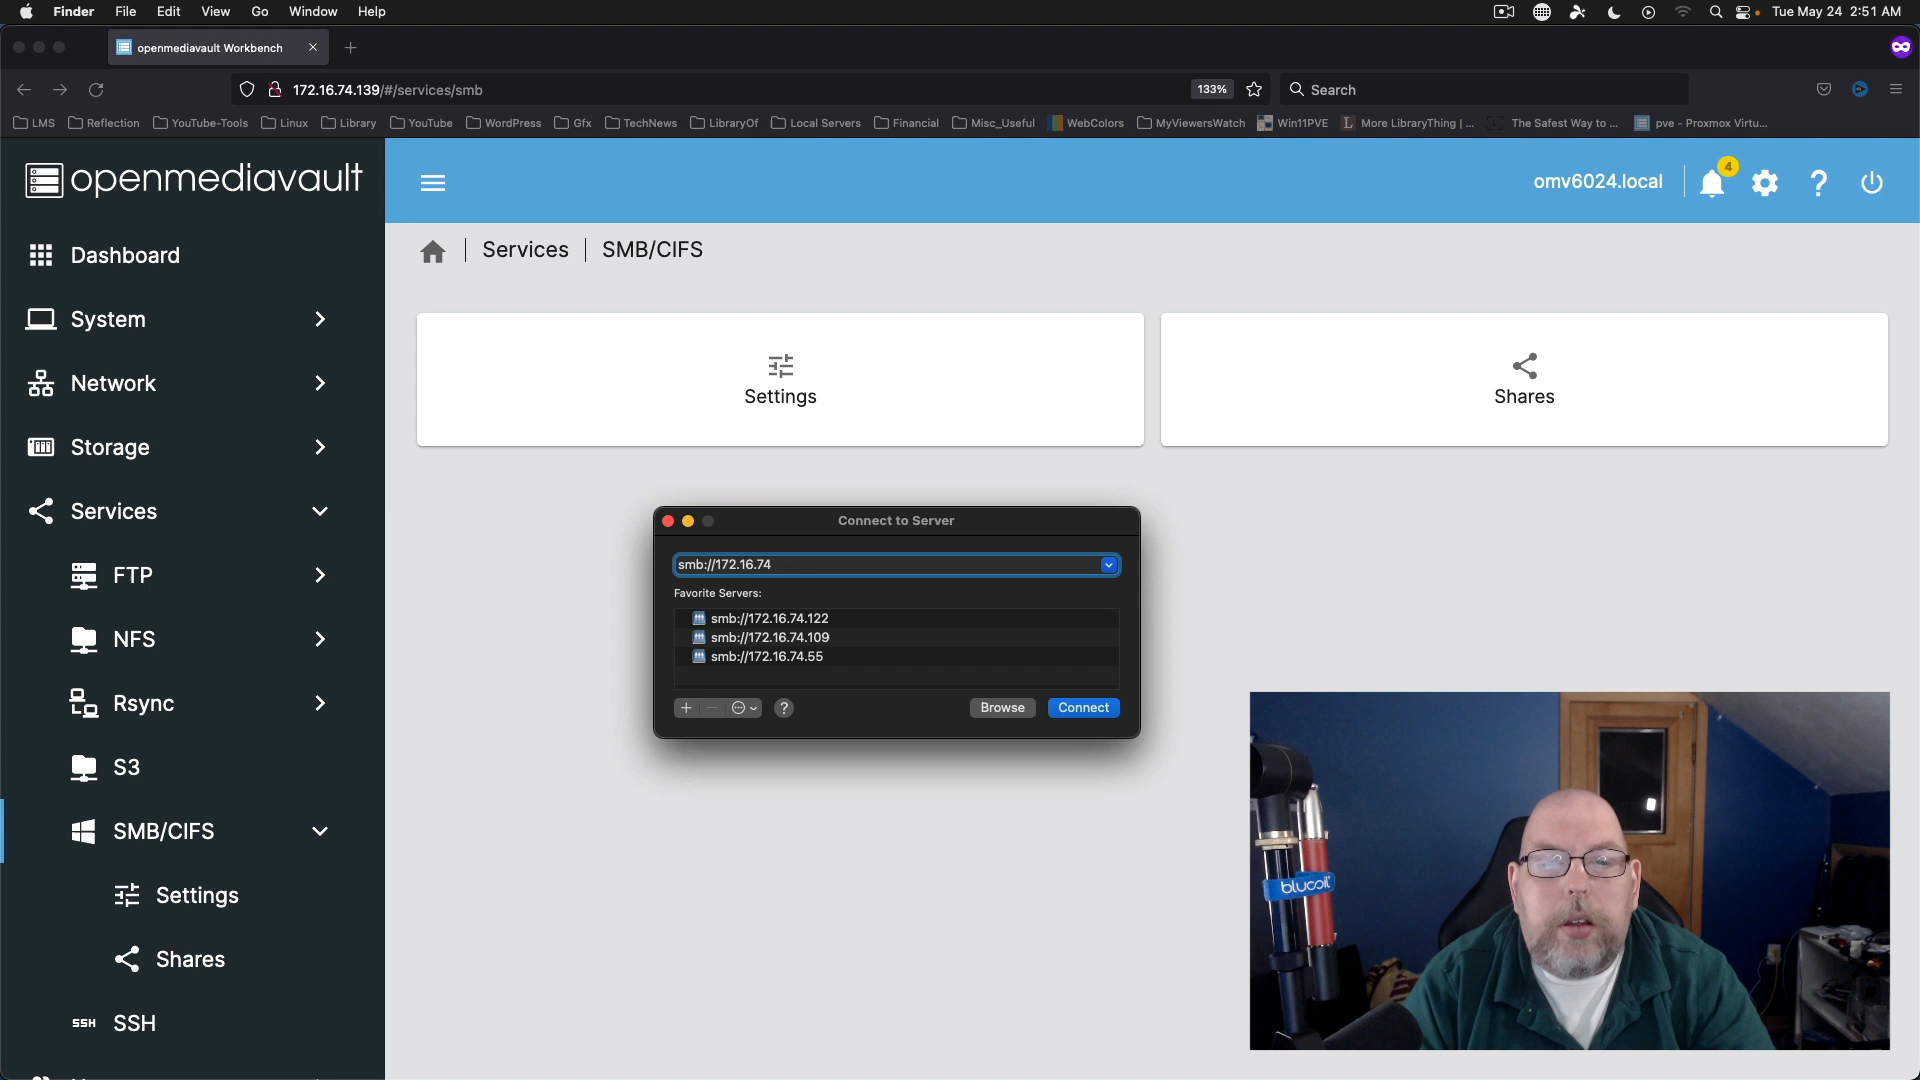 Finder File Edit View Go Window Help Tue May 24 2:51 AM
openmediavault Workbench
172.16.74.139/#/services/smb 133% Search
LMS Reflection YouTube-Tools Linux Library YouTube WordPress Gfx TechNews LibraryOf Local Servers Financial Misc_Useful WebColors MyViewersWatch Win11PVE More LibraryThing | ... The Safest Way to ... pve - Proxmox Virtu...
openmediavault
omv6024.local 4
Services SMB/CIFS
Dashboard
System
Network
Storage
Services
FTP
NFS
Rsync
S3
SMB/CIFS
Settings
Shares
SSH SSH
Settings
Shares
Connect to Server
smb://172.16.74
Favorite Servers:
smb://172.16.74.122
smb://172.16.74.109
smb://172.16.74.55
Browse Connect
blucoil